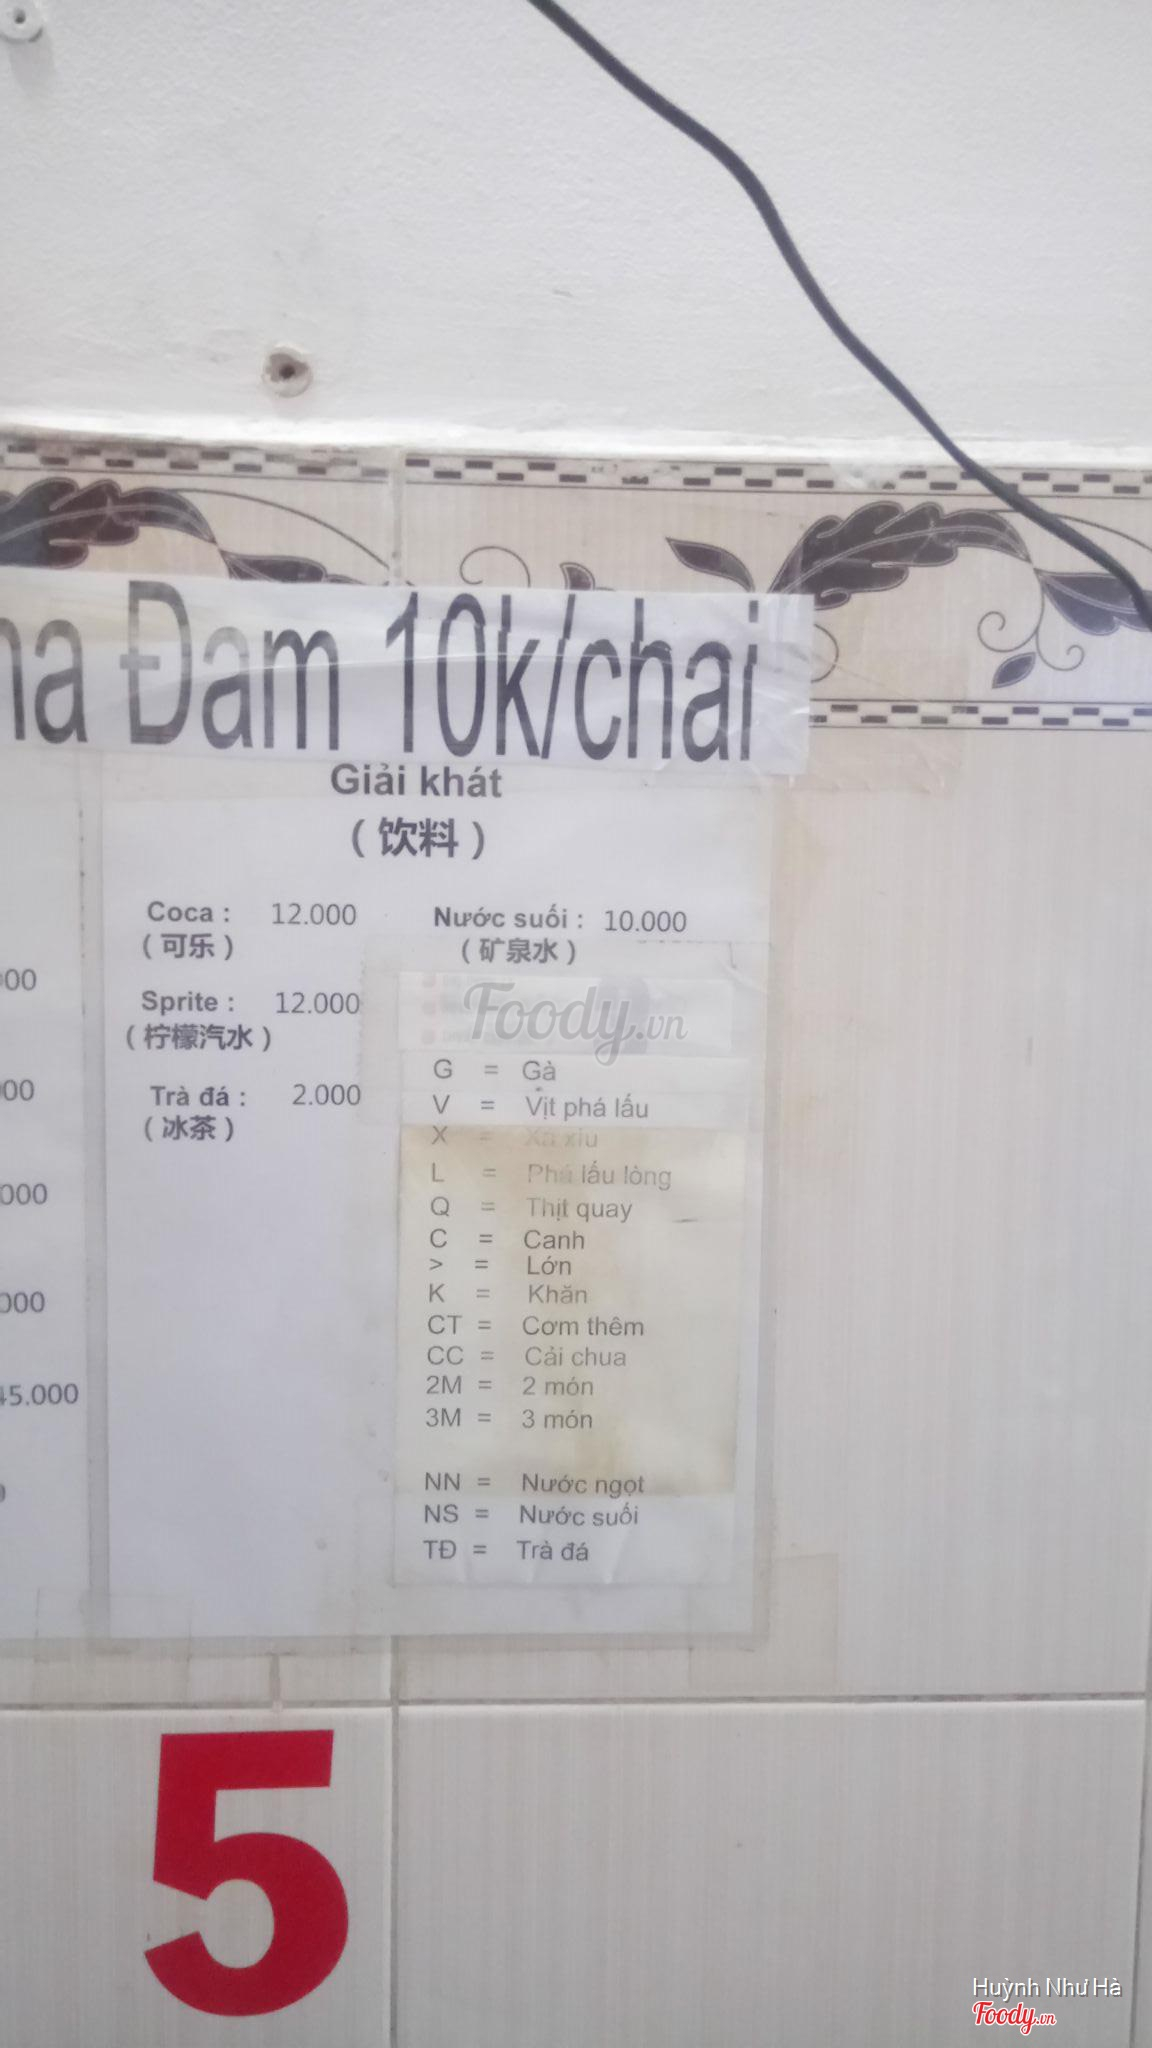 Đam 10k/chai
Giải khát
（饮料）
Coca : 12.000
（可乐）
Sprite : 12.000
（柠檬汽水）
Trà đá : 2.000
（冰茶）
Nước suối : 10.000
（矿泉水）
Foody.vn
G = Gà
V = Vịt phá lấu
X = Xá xíu
L = Phá lấu lòng
Q = Thịt quay
C = Canh
> = Lớn
K = Khăn
CT = Cơm thêm
CC = Cải chua
2M = 2 món
3M = 3 món
NN = Nước ngọt
NS = Nước suối
TĐ = Trà đá
45.000
5
Huỳnh Như Hà
Foody.vn